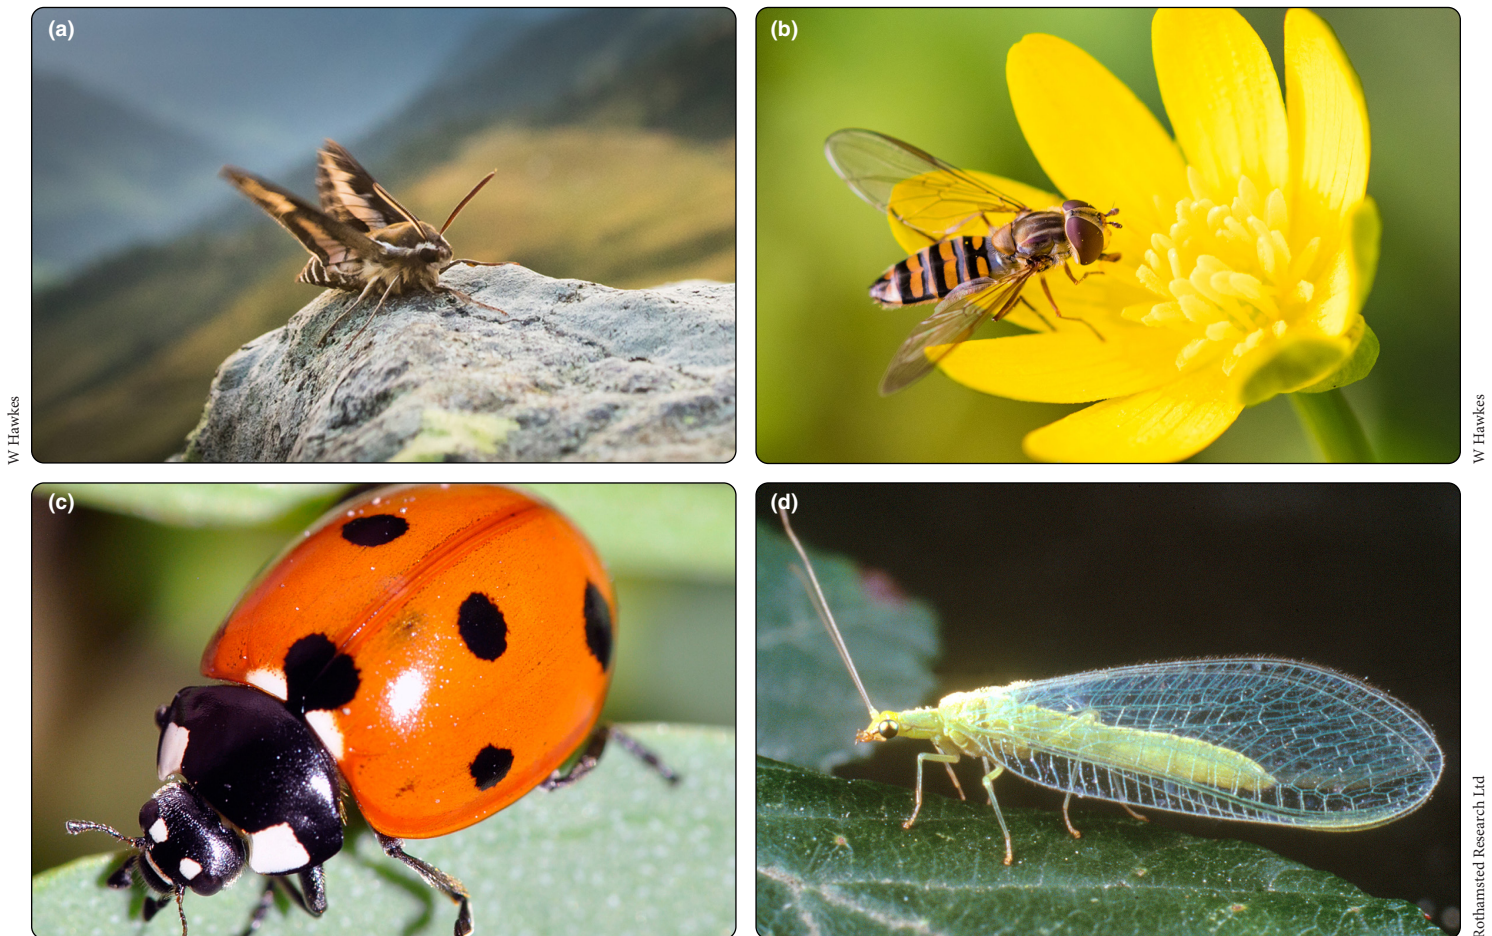 (a)
(b)
W Hawkes
W Hawkes
(c)
(d)
Rothamsted Research Ltd